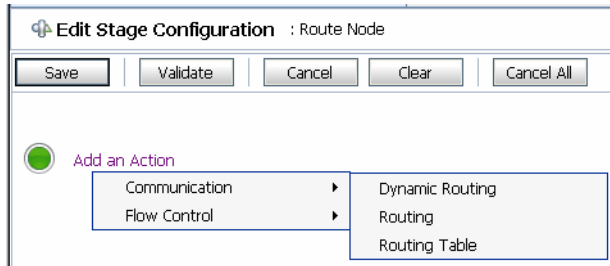 Edit Stage Configuration : Route Node
Save Validate Cancel Clear Cancel All
Add an Action
Communication Dynamic Routing
Flow Control Routing
Routing Table